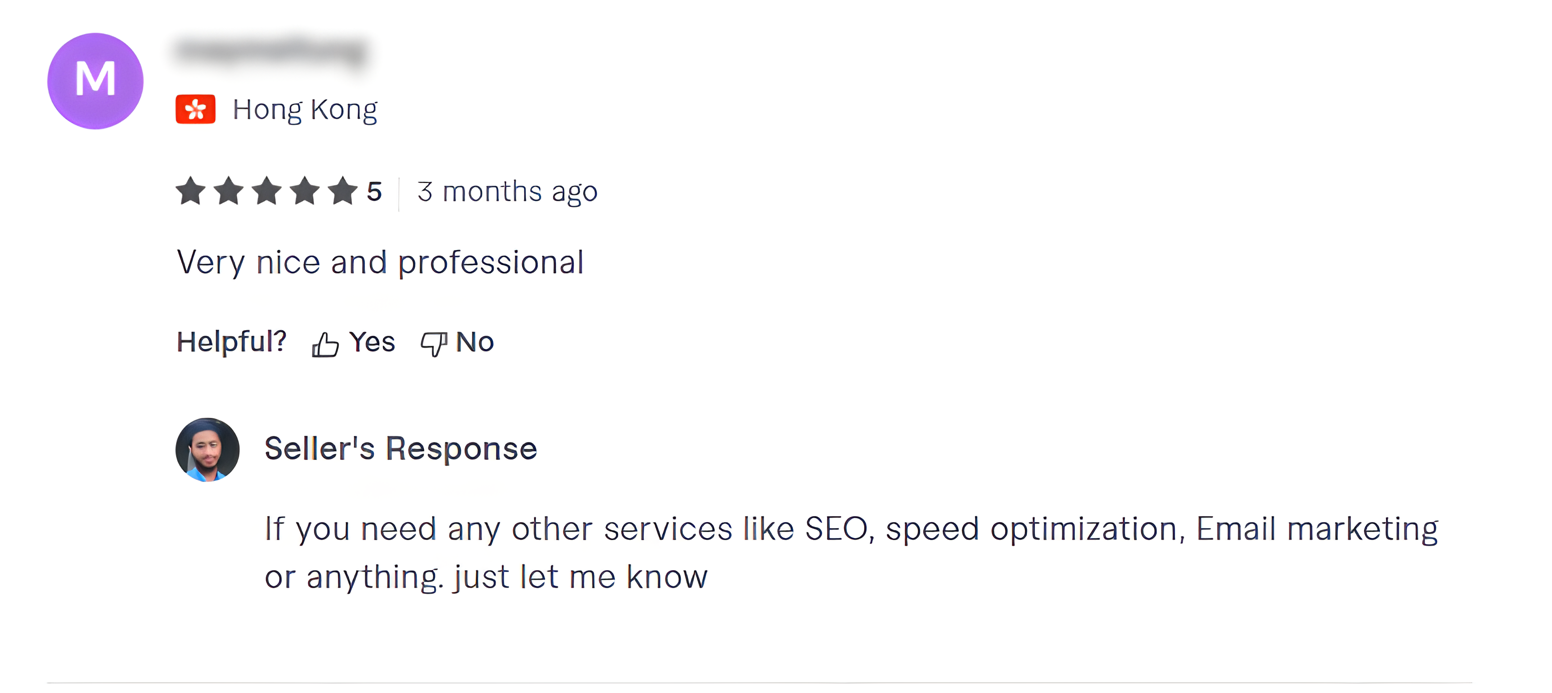 M
Hong Kong
5 3 months ago
Very nice and professional
Helpful? Yes No
Seller's Response
If you need any other services like SEO, speed optimization, Email marketing
or anything. just let me know